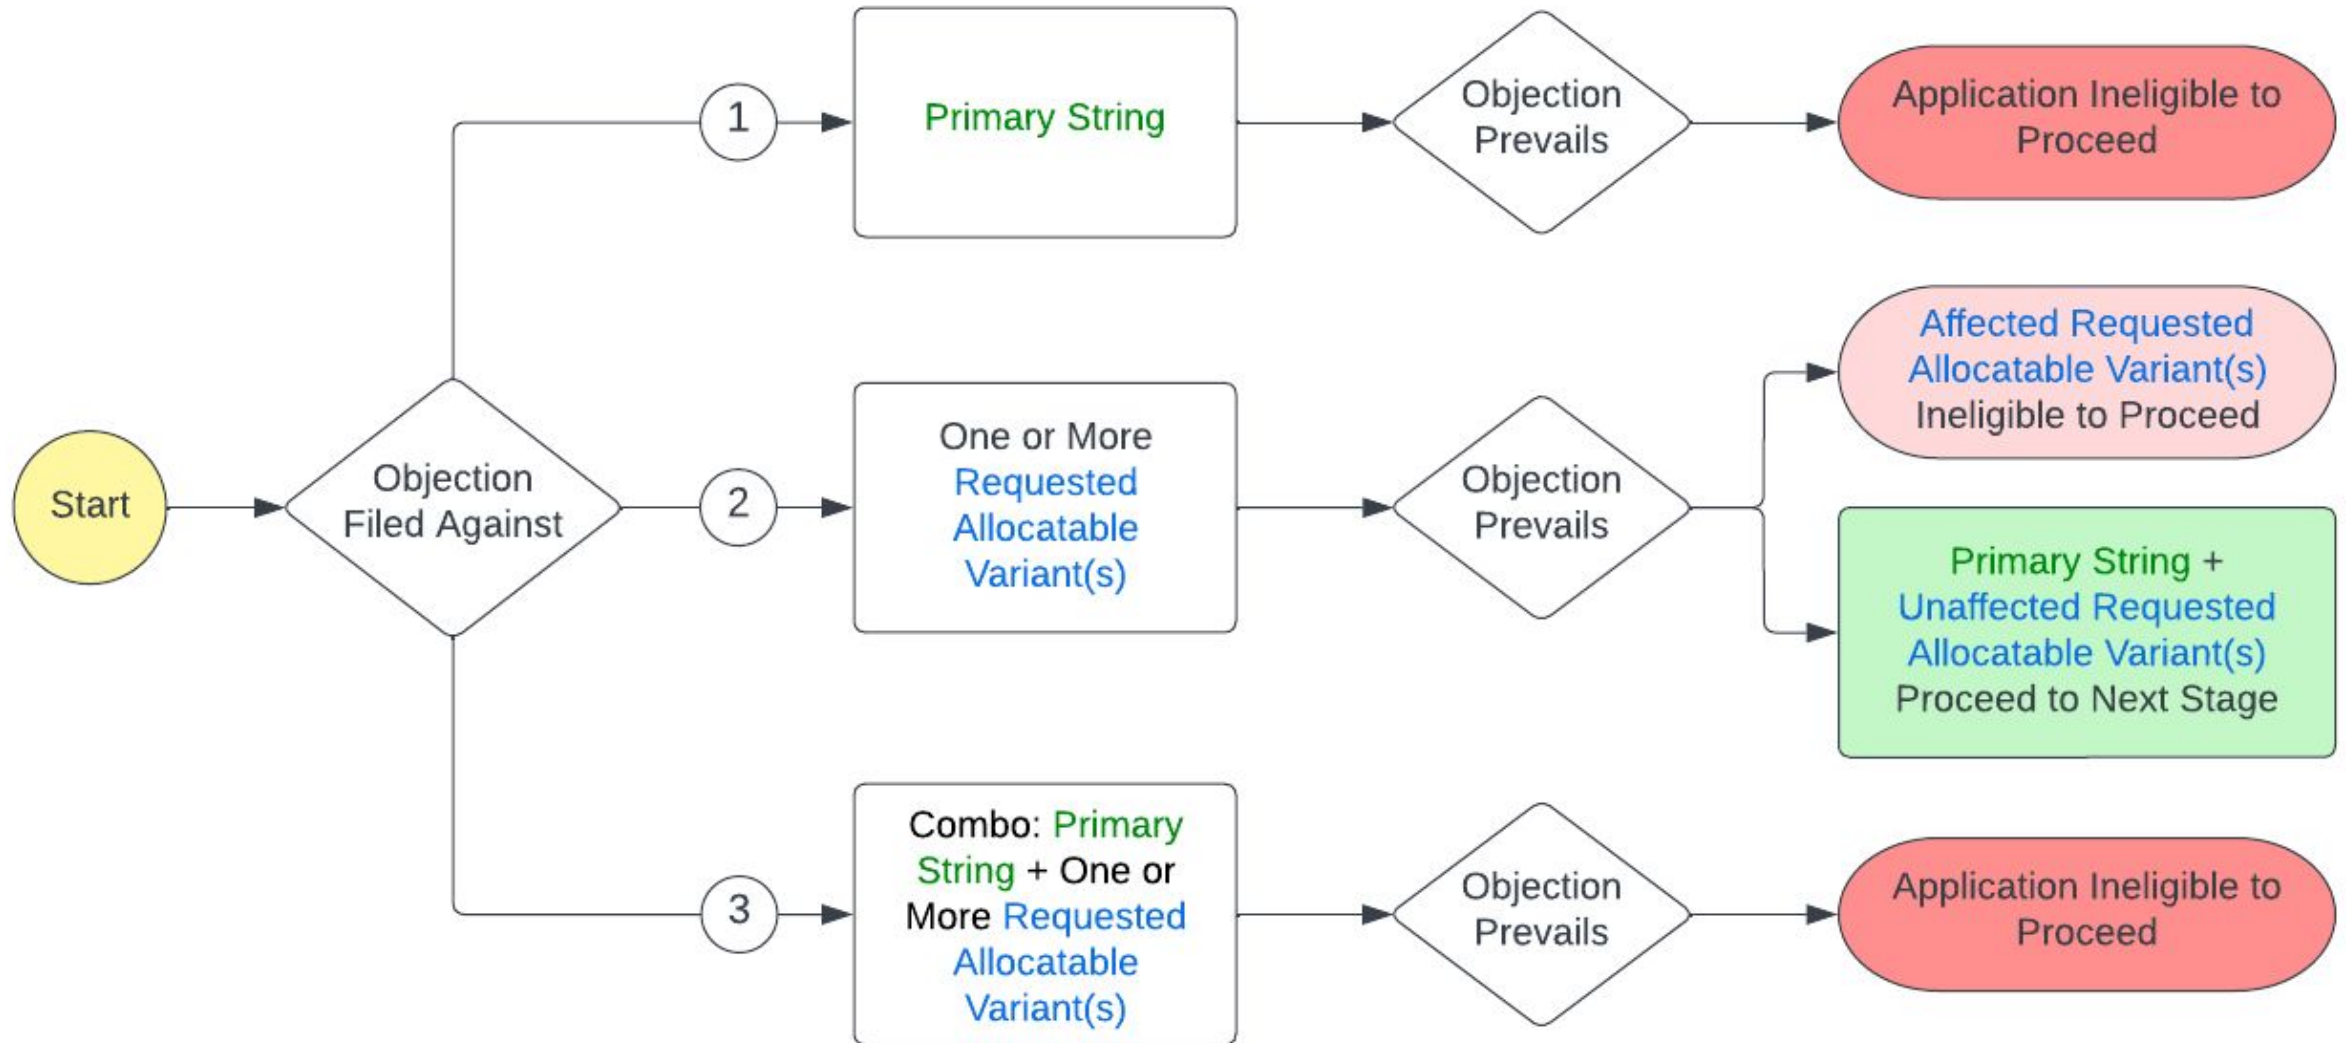 Start
Objection
Filed Against
1
Primary String
Objection
Prevails
Application Ineligible to
Proceed
2
One or More
Requested
Allocatable
Variant(s)
Objection
Prevails
Affected Requested
Allocatable Variant(s)
Ineligible to Proceed
Primary String +
Unaffected Requested
Allocatable Variant(s)
Proceed to Next Stage
3
Combo: Primary
String + One or
More Requested
Allocatable
Variant(s)
Objection
Prevails
Application Ineligible to
Proceed